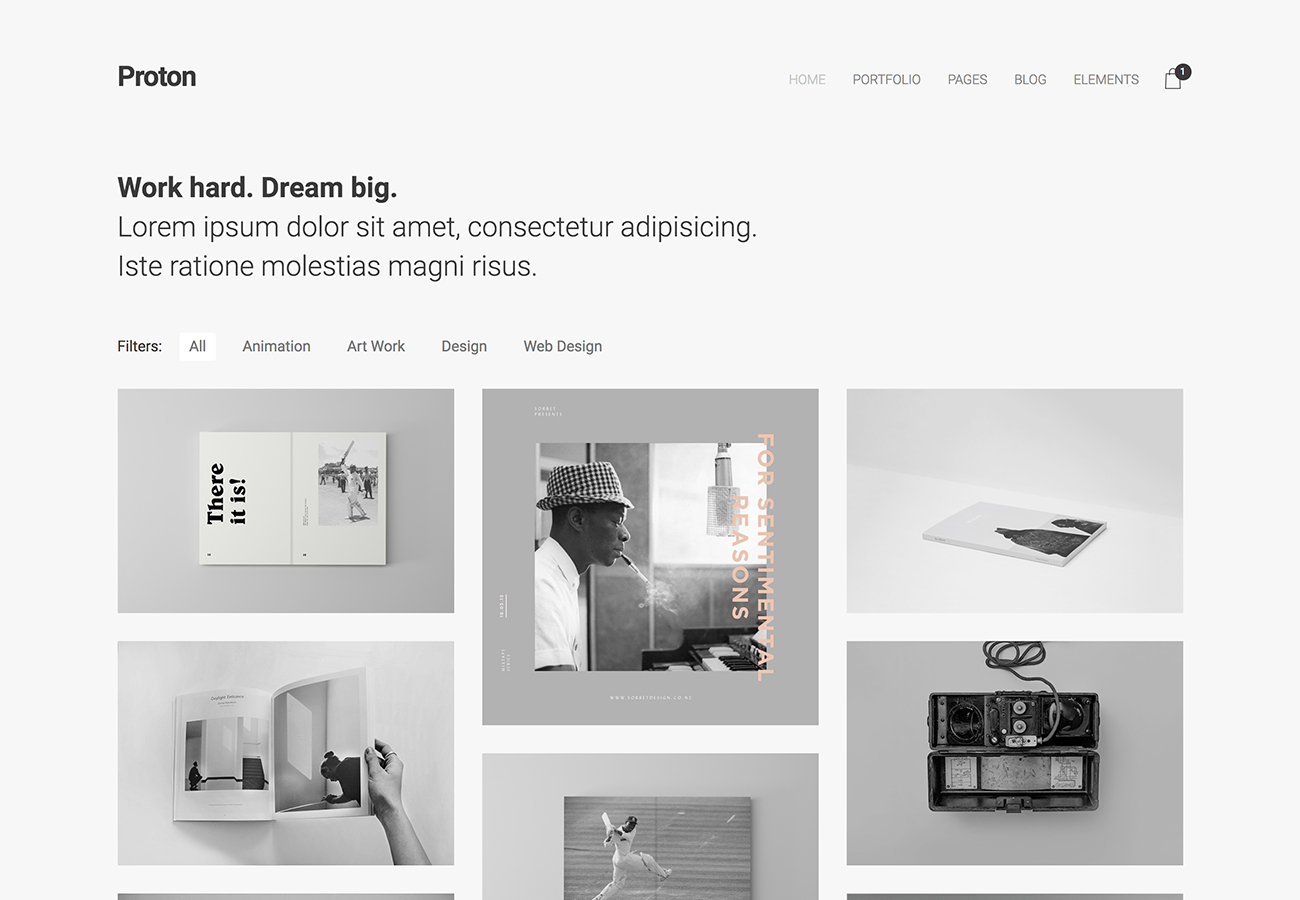 Proton
HOME
PORTFOLIO
PAGES
BLOG
ELEMENTS
1
Work hard. Dream big.
Lorem ipsum dolor sit amet, consectetur adipisicing.
Iste ratione molestias magni risus.
Filters:
All
Animation
Art Work
Design
Web Design
There
it is!
SORBET
PRESENTS
FOR SENTIMENTAL
REASONS
WWW.SORBETDESIGN.CO.NZ
Daylight Entrance